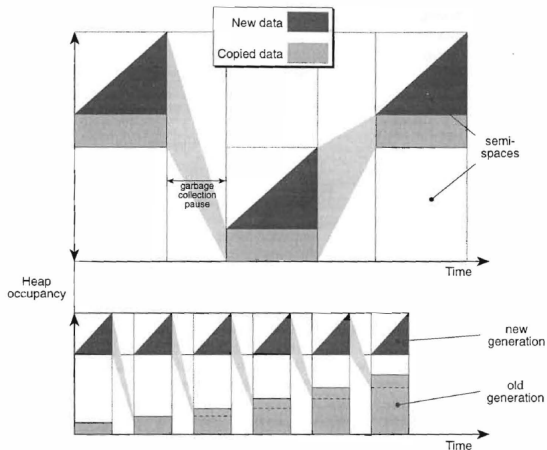 New data
Copied data
semi-
spaces
garbage
collection
pause
Time
Heap
occupancy
new
generation
old
generation
Time